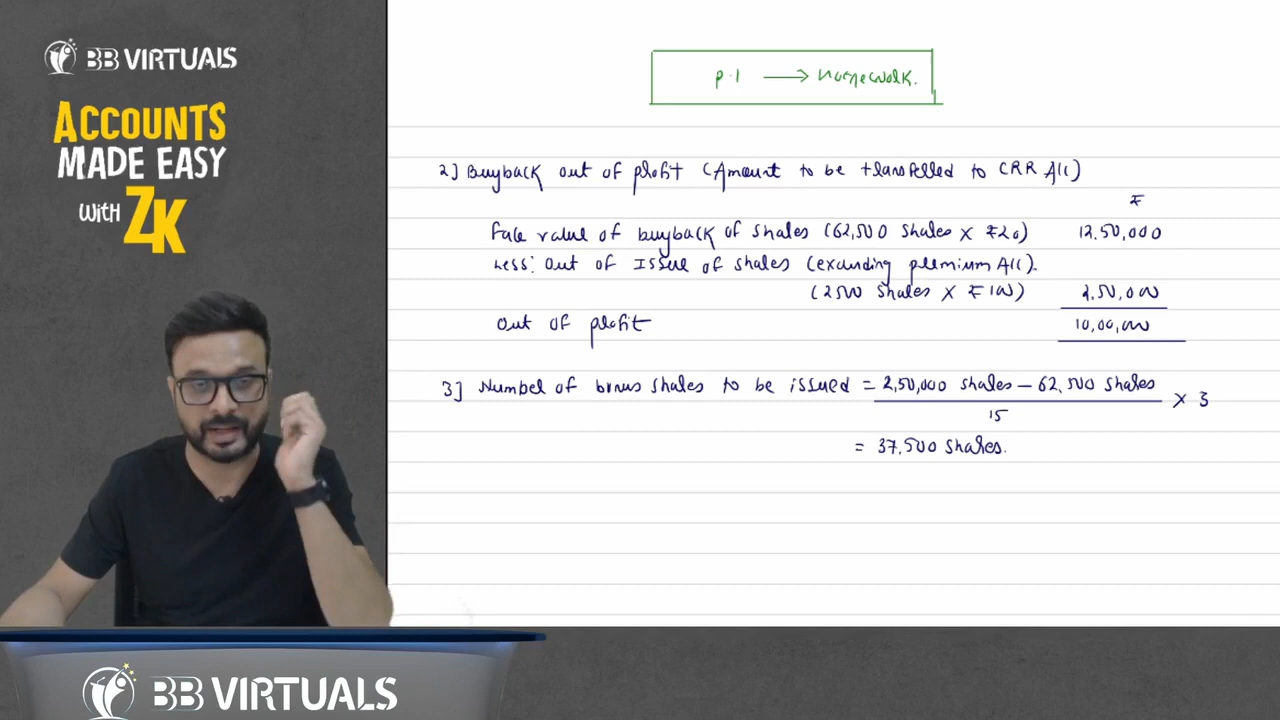 BB VIRTUALS
ACCOUNTS
MADE EASY
WITH ZK
P.1 → Homework.
2] Buyback out of profit (Amount to be transferred to CRR A/c)
₹
Face value of buyback of shares (62,500 shares × ₹20) 12,50,000
Less: Out of Issue of shares (excluding premium A/c).
(2500 shares × ₹100) 2,50,000
Out of profit 10,00,000
3] Number of bonus shares to be issued = 2,50,000 shares – 62,500 shares × 3
15
= 37,500 shares.
BB VIRTUALS